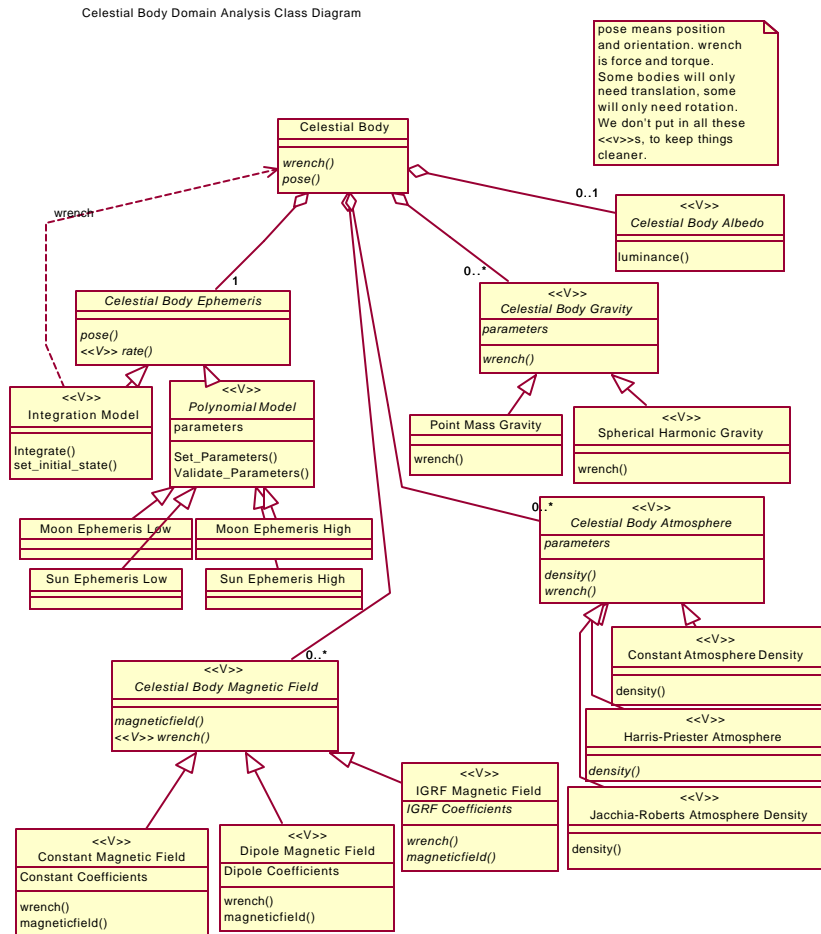 Celestial Body Domain Analysis Class Diagram
pose means position
and orientation. wrench
is force and torque.
Some bodies will only
need translation, some
will only need rotation.
We don't put in all these
<<v>>s, to keep things
cleaner.
Celestial Body
wrench()
pose()
wrench
0..1
<<V>>
Celestial Body Albedo
luminance()
1
Celestial Body Ephemeris
pose()
<<V>> rate()
0..*
<<V>>
Celestial Body Gravity
parameters
wrench()
<<V>>
Integration Model
Integrate()
set_initial_state()
<<V>>
Polynomial Model
parameters
Set_Parameters()
Validate_Parameters()
Point Mass Gravity
wrench()
<<V>>
Spherical Harmonic Gravity
wrench()
Moon Ephemeris Low
Moon Ephemeris High
Sun Ephemeris Low
Sun Ephemeris High
0..*
<<V>>
Celestial Body Atmosphere
parameters
density()
wrench()
<<V>>
Constant Atmosphere Density
density()
<<V>>
Harris-Priester Atmosphere
density()
<<V>>
Jacchia-Roberts Atmosphere Density
density()
0..*
<<V>>
Celestial Body Magnetic Field
magneticfield()
<<V>> wrench()
<<V>>
IGRF Magnetic Field
IGRF Coefficients
wrench()
magneticfield()
<<V>>
Constant Magnetic Field
Constant Coefficients
wrench()
magneticfield()
<<V>>
Dipole Magnetic Field
Dipole Coefficients
wrench()
magneticfield()